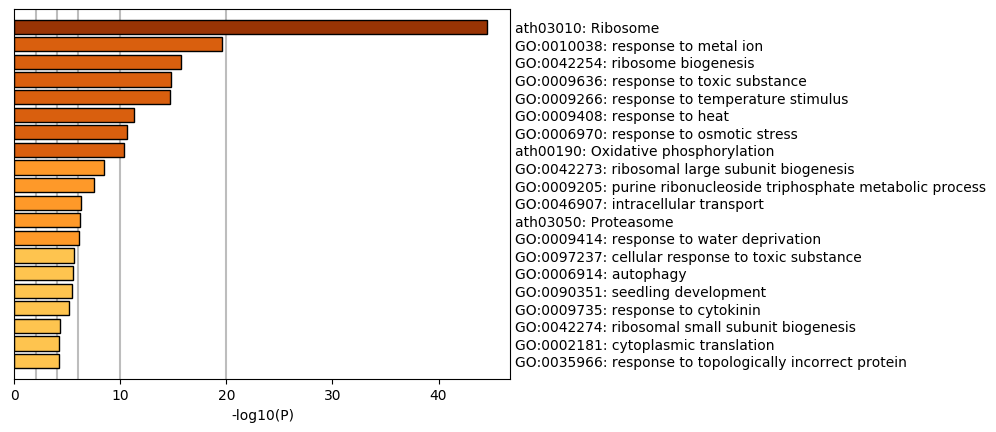 ath03010: Ribosome
GO:0010038: response to metal ion
GO:0042254: ribosome biogenesis
GO:0009636: response to toxic substance
GO:0009266: response to temperature stimulus
GO:0009408: response to heat
GO:0006970: response to osmotic stress
ath00190: Oxidative phosphorylation
GO:0042273: ribosomal large subunit biogenesis
GO:0009205: purine ribonucleoside triphosphate metabolic process
GO:0046907: intracellular transport
ath03050: Proteasome
GO:0009414: response to water deprivation
GO:0097237: cellular response to toxic substance
GO:0006914: autophagy
GO:0090351: seedling development
GO:0009735: response to cytokinin
GO:0042274: ribosomal small subunit biogenesis
GO:0002181: cytoplasmic translation
GO:0035966: response to topologically incorrect protein
0 10 20 30 40
-log10(P)